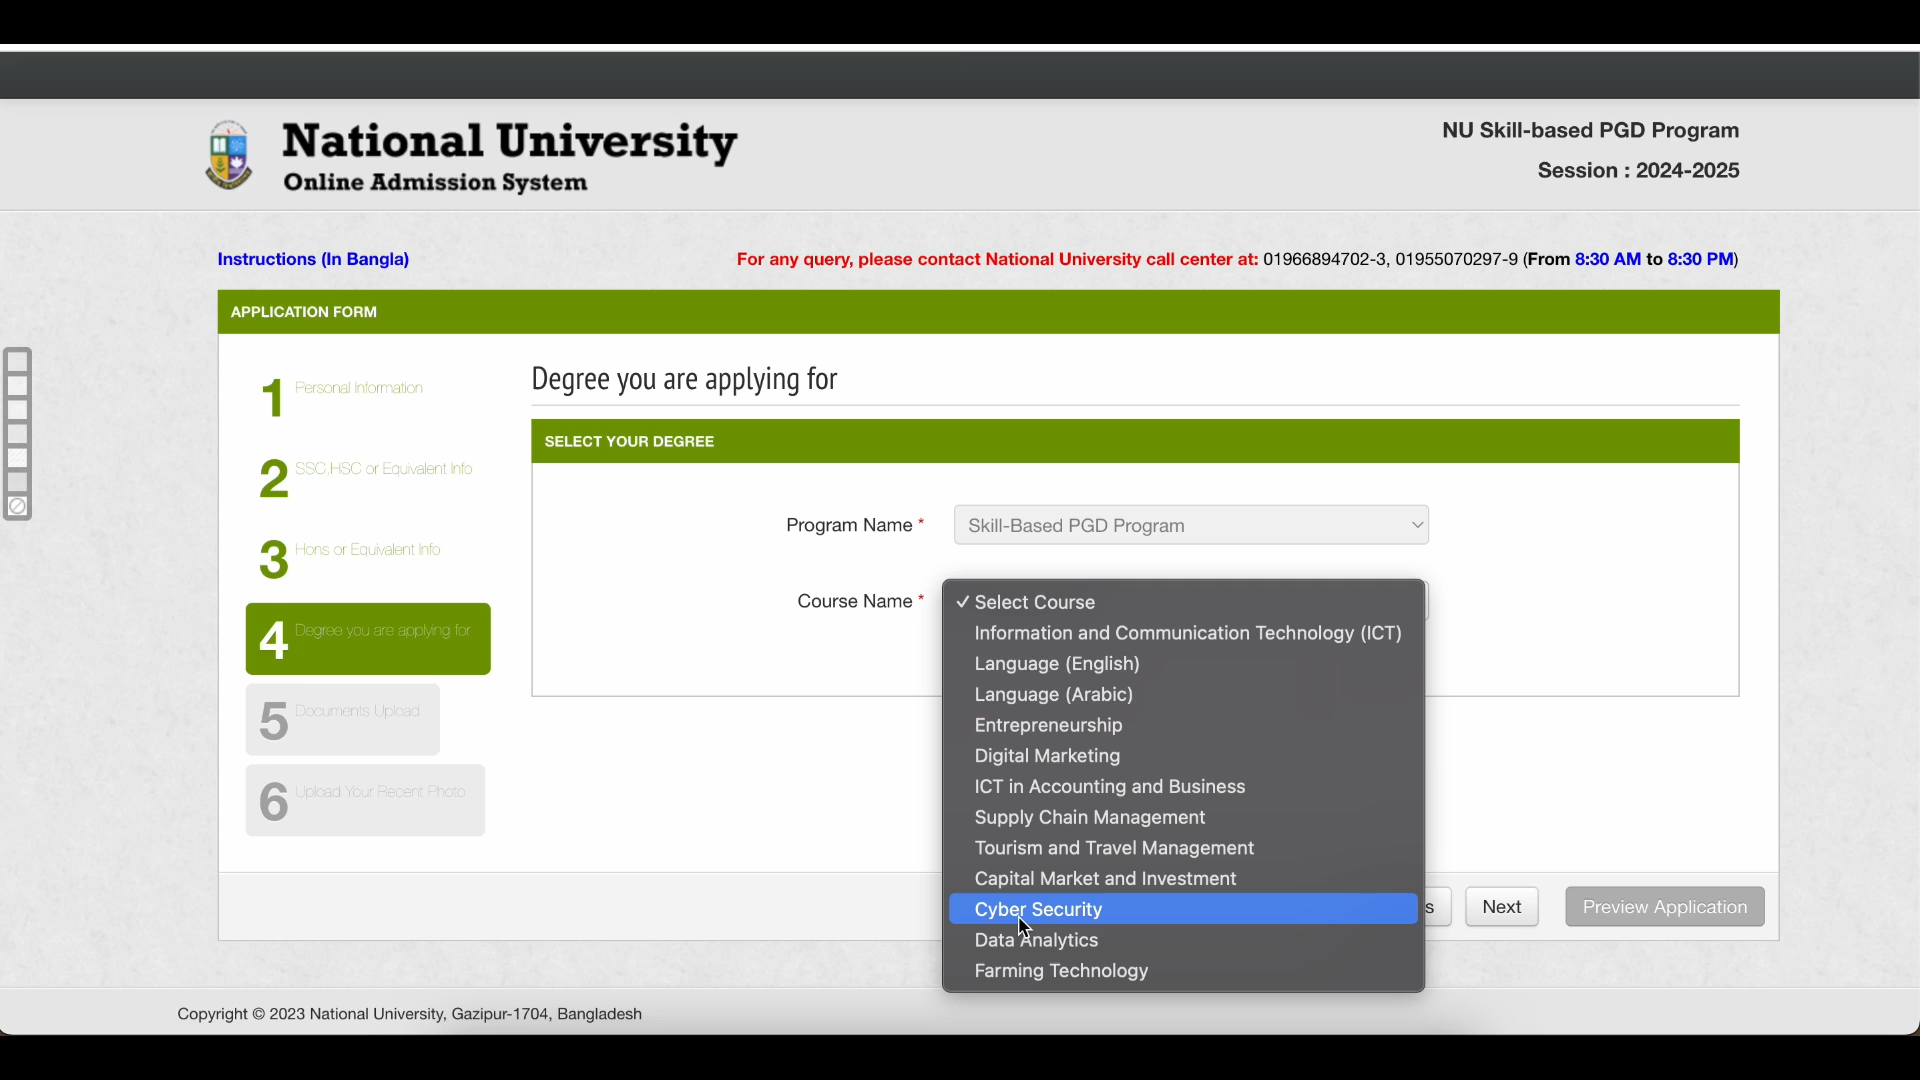 National University
Online Admission System
NU Skill-based PGD Program
Session : 2024-2025
Instructions (In Bangla)
For any query, please contact National University call center at: 01966894702-3, 01955070297-9 (From 8:30 AM to 8:30 PM)
APPLICATION FORM
1 Personal Information
2 SSC,HSC or Equivalent Info
3 Hons or Equivalent Info
4 Degree you are applying for
5 Documents Upload
6 Upload Your Recent Photo
Degree you are applying for
SELECT YOUR DEGREE
Program Name * Skill-Based PGD Program
Course Name * ✓ Select Course
Information and Communication Technology (ICT)
Language (English)
Language (Arabic)
Entrepreneurship
Digital Marketing
ICT in Accounting and Business
Supply Chain Management
Tourism and Travel Management
Capital Market and Investment
Cyber Security
Data Analytics
Farming Technology
s Next Preview Application
Copyright © 2023 National University, Gazipur-1704, Bangladesh